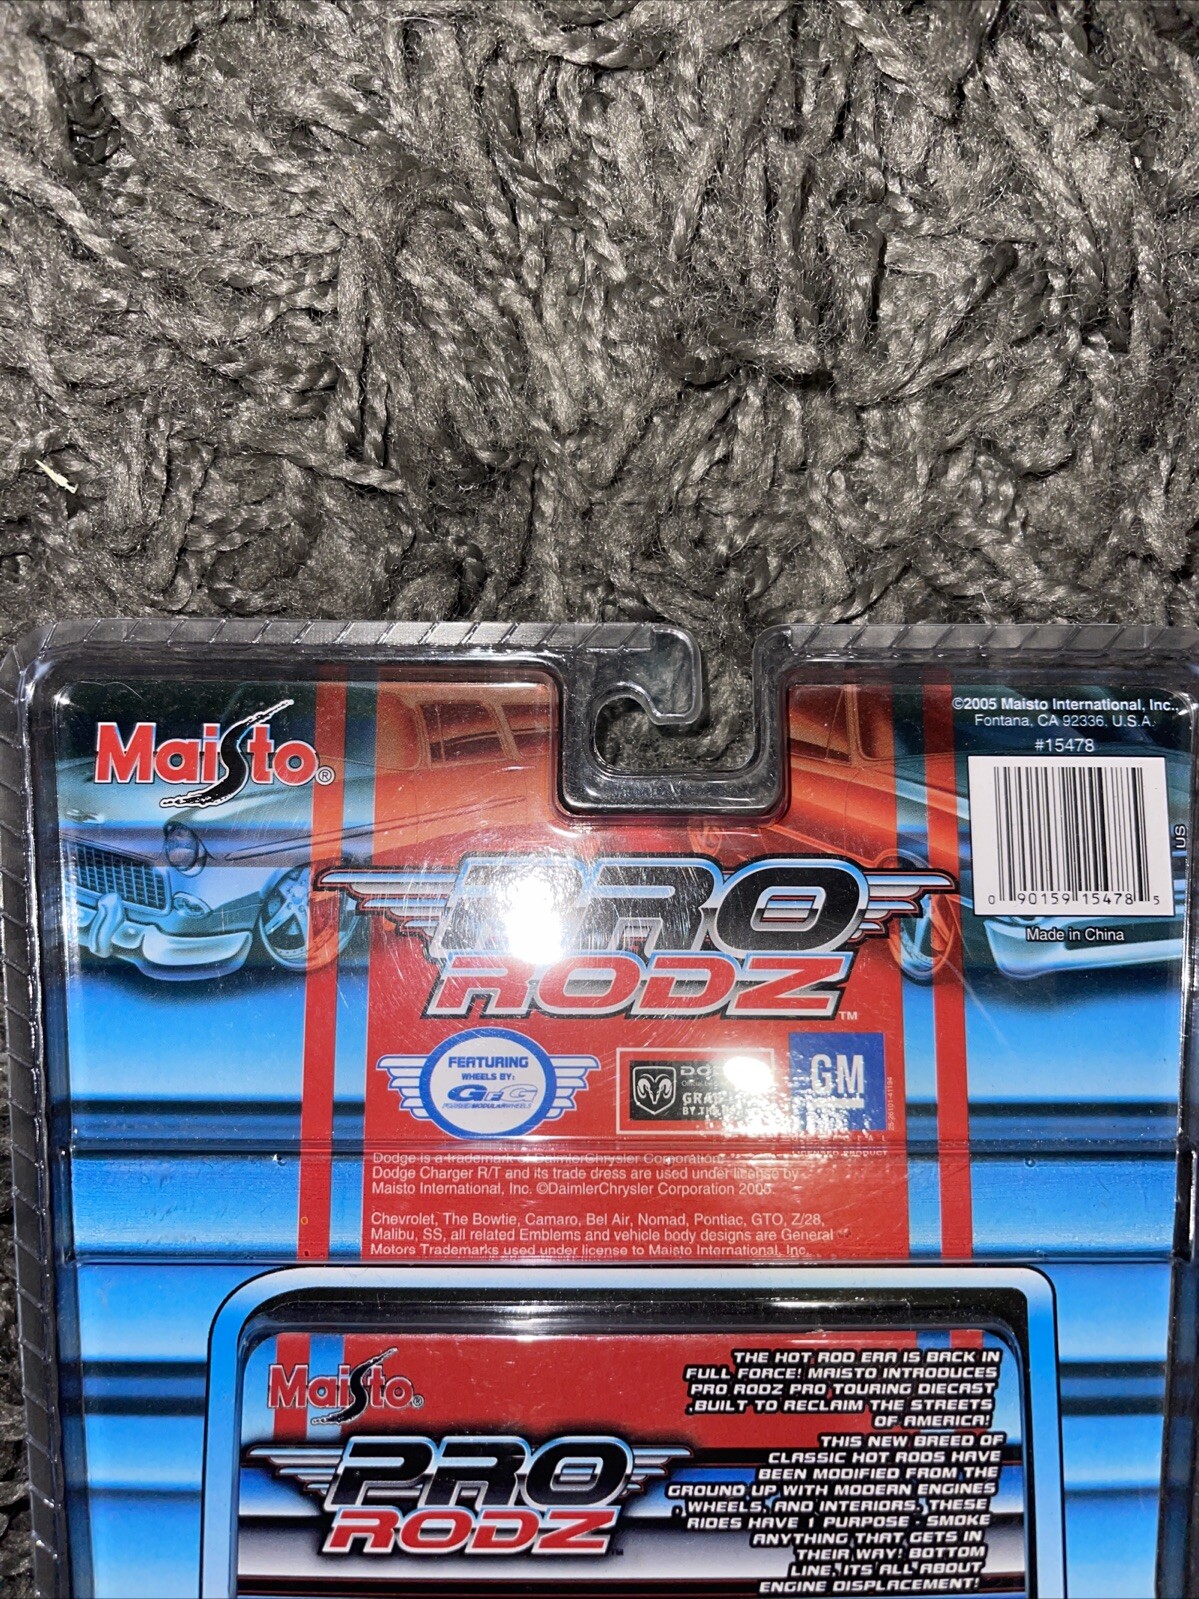 Maisto®
©2005 Maisto International, Inc.,
Fontana, CA 92336, U.S.A.
#15478
0 90159 15478 5
US
Made in China
PRO
RODZ™
FEATURING
WHEELS BY:
GFG
GM
Dodge is a trademark of DaimlerChrysler Corporation.
Dodge Charger R/T and its trade dress are used under license by
Maisto International, Inc. ©DaimlerChrysler Corporation 2005.
Chevrolet, The Bowtie, Camaro, Bel Air, Nomad, Pontiac, GTO, Z/28,
Malibu, SS, all related Emblems and vehicle body designs are General
Motors Trademarks used under license to Maisto International, Inc.
Maisto®
PRO
RODZ
THE HOT ROD ERA IS BACK IN
FULL FORCE! MAISTO INTRODUCES
PRO RODZ PRO TOURING DIECAST
BUILT TO RECLAIM THE STREETS
OF AMERICA!
THIS NEW BREED OF
CLASSIC HOT RODS HAVE
BEEN MODIFIED FROM THE
GROUND UP WITH MODERN ENGINES
WHEELS, AND INTERIORS, THESE
RIDES HAVE 1 PURPOSE - SMOKE
ANYTHING THAT GETS IN
THEIR WAY! BOTTOM
LINE, ITS ALL ABOUT
ENGINE DISPLACEMENT!